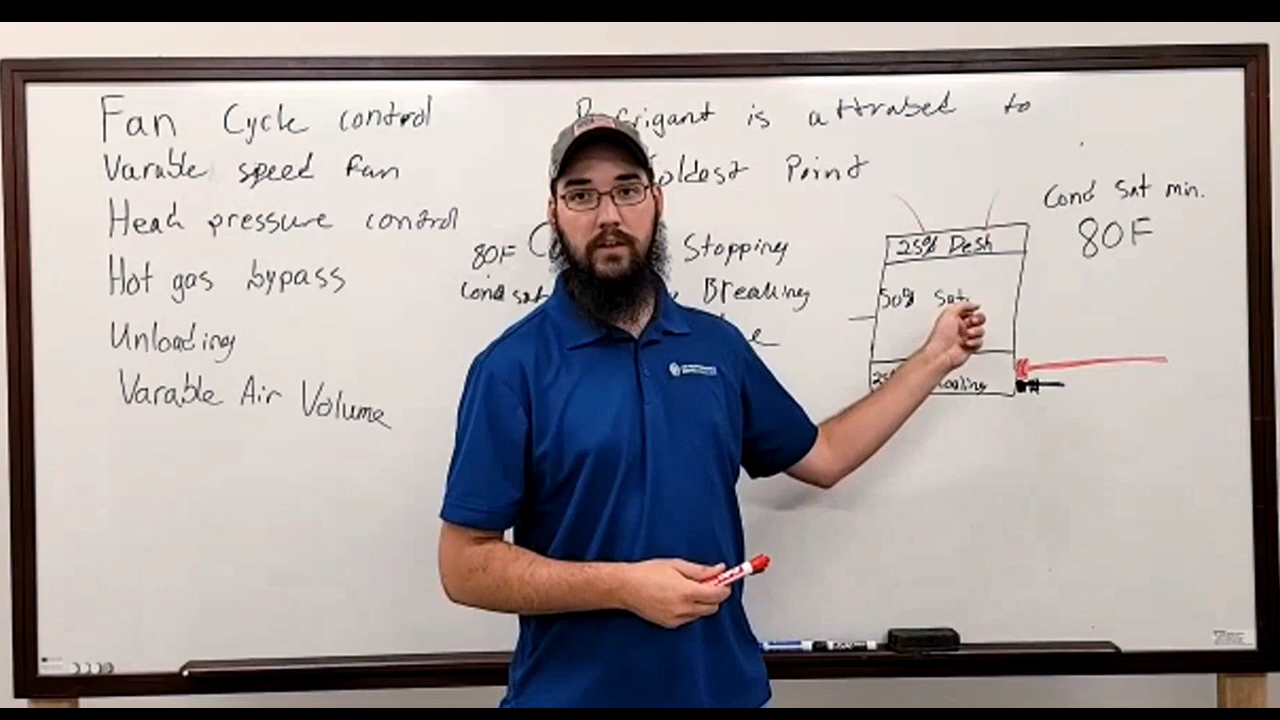 Fan Cycle control
Varable speed fan
Head pressure control
Hot gas bypass
Unloading
Varable Air Volume
is attrabed to
Point
80F
Stopping
Cond sat
Breaking
25% Desh
50% Sat
Cond Sat min.
80F